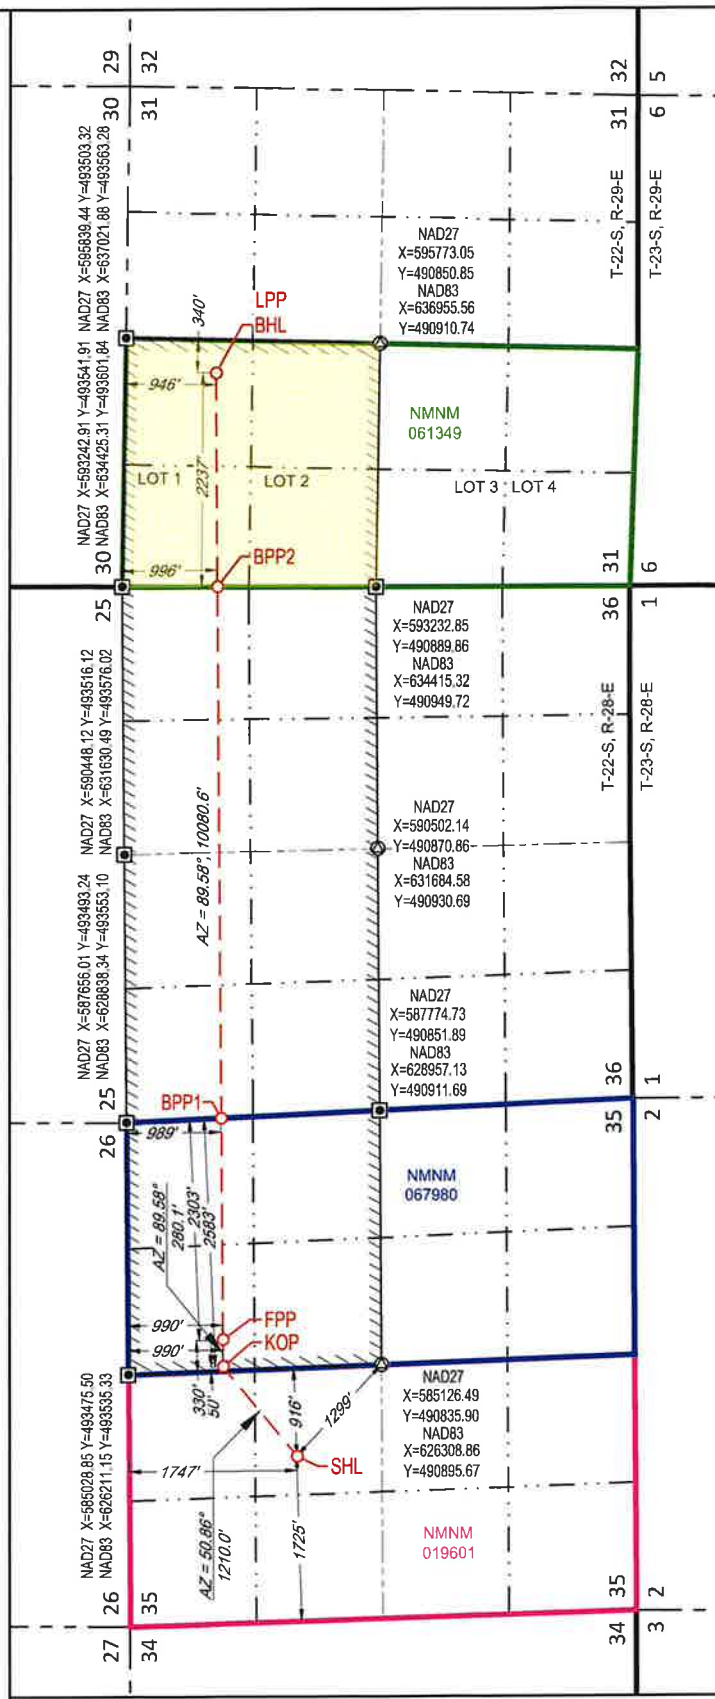 29
32
30
31
32
5
31
6
NAD27 X=595839.44 Y=493503.32
NAD83 X=637021.88 Y=493563.28
T-22-S, R-29-E
T-23-S, R-29-E
NAD27
X=595773.05
Y=490850.85
NAD83
X=636955.56
Y=490910.74
340'
LPP
BHL
946'
2237'
NAD27 X=593242.91 Y=493541.91
NAD83 X=634425.31 Y=493601.84
NMNM
061349
LOT 1
LOT 2
LOT 3
LOT 4
996'
BPP2
30
25
31
6
36
1
NAD27
X=593232.85
Y=490889.86
NAD83
X=634415.32
Y=490949.72
NAD27 X=590448.12 Y=493516.12
NAD83 X=631630.49 Y=493576.02
T-22-S, R-28-E
T-23-S, R-28-E
AZ = 89.58°, 10080.6'
NAD27
X=590502.14
Y=490870.86
NAD83
X=631684.58
Y=490930.69
NAD27 X=587656.01 Y=493493.24
NAD83 X=628838.34 Y=493553.10
NAD27
X=587774.73
Y=490851.89
NAD83
X=628957.13
Y=490911.69
25
26
BPP1
36
1
35
2
989'
AZ = 89.58°
280.1'
2303'
2583'
NMNM
067980
990'
990'
FPP
KOP
330'
50'
NAD27 X=585028.85 Y=493475.50
NAD83 X=626211.15 Y=493535.33
NAD27
X=585126.49
Y=490835.90
NAD83
X=626308.86
Y=490895.67
916'
1299'
SHL
1747'
AZ = 50.86°
1210.0'
1725'
NMNM
019601
26
35
27
34
35
2
34
3